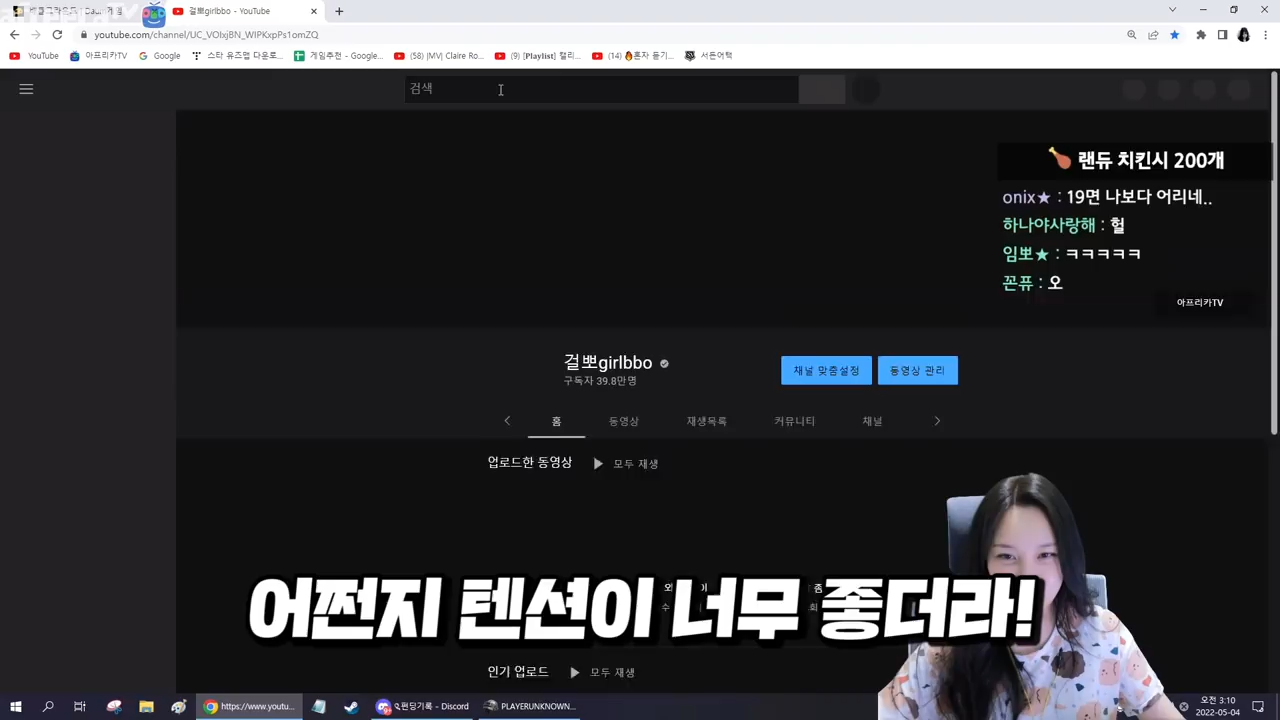 걸뽀girlbbo - YouTube
youtube.com/channel/UC_VOIxjBN_WIPKxpPs1omZQ
YouTube
아프리카TV
Google
스타 유즈맵 다운로...
게임추천 - Google...
(58) |MV| Claire Ro...
(9) [Playlist] 캘리...
(14) 🔥혼자 듣기...
서든어택
검색
🍗 랜듀 치킨시 200개
onix★ : 19면 나보다 어리네..
하나야사랑해 : 헐
임뽀★ : ㅋㅋㅋㅋㅋ
꼰퓨 : 오
아프리카TV
걸뽀girlbbo
구독자 39.8만명
채널 맞춤설정
동영상 관리
홈
동영상
재생목록
커뮤니티
채널
업로드한 동영상
모두 재생
어쩐지 텐션이 너무 좋더라!
인기 업로드
모두 재생
https://www.youtu...
펀딩기록 - Discord
PLAYERUNKNOWN...
오전 3:10
2022-05-04